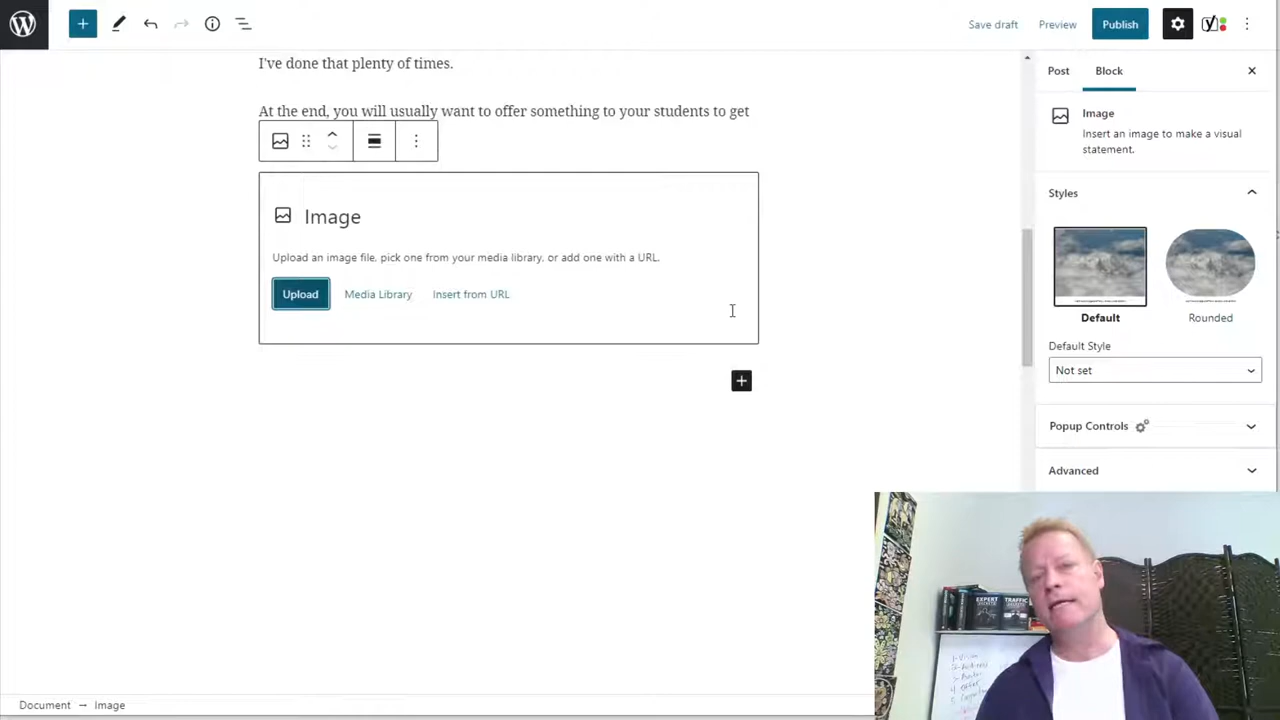 Save draft
Preview
Publish
I've done that plenty of times.
At the end, you will usually want to offer something to your students to get
Image
Upload an image file, pick one from your media library, or add one with a URL.
Upload
Media Library
Insert from URL
Post
Block
Image
Insert an image to make a visual
statement.
Styles
Default
Rounded
Default Style
Not set
Popup Controls
Advanced
EXPERT
TRAFFIC
Document → Image